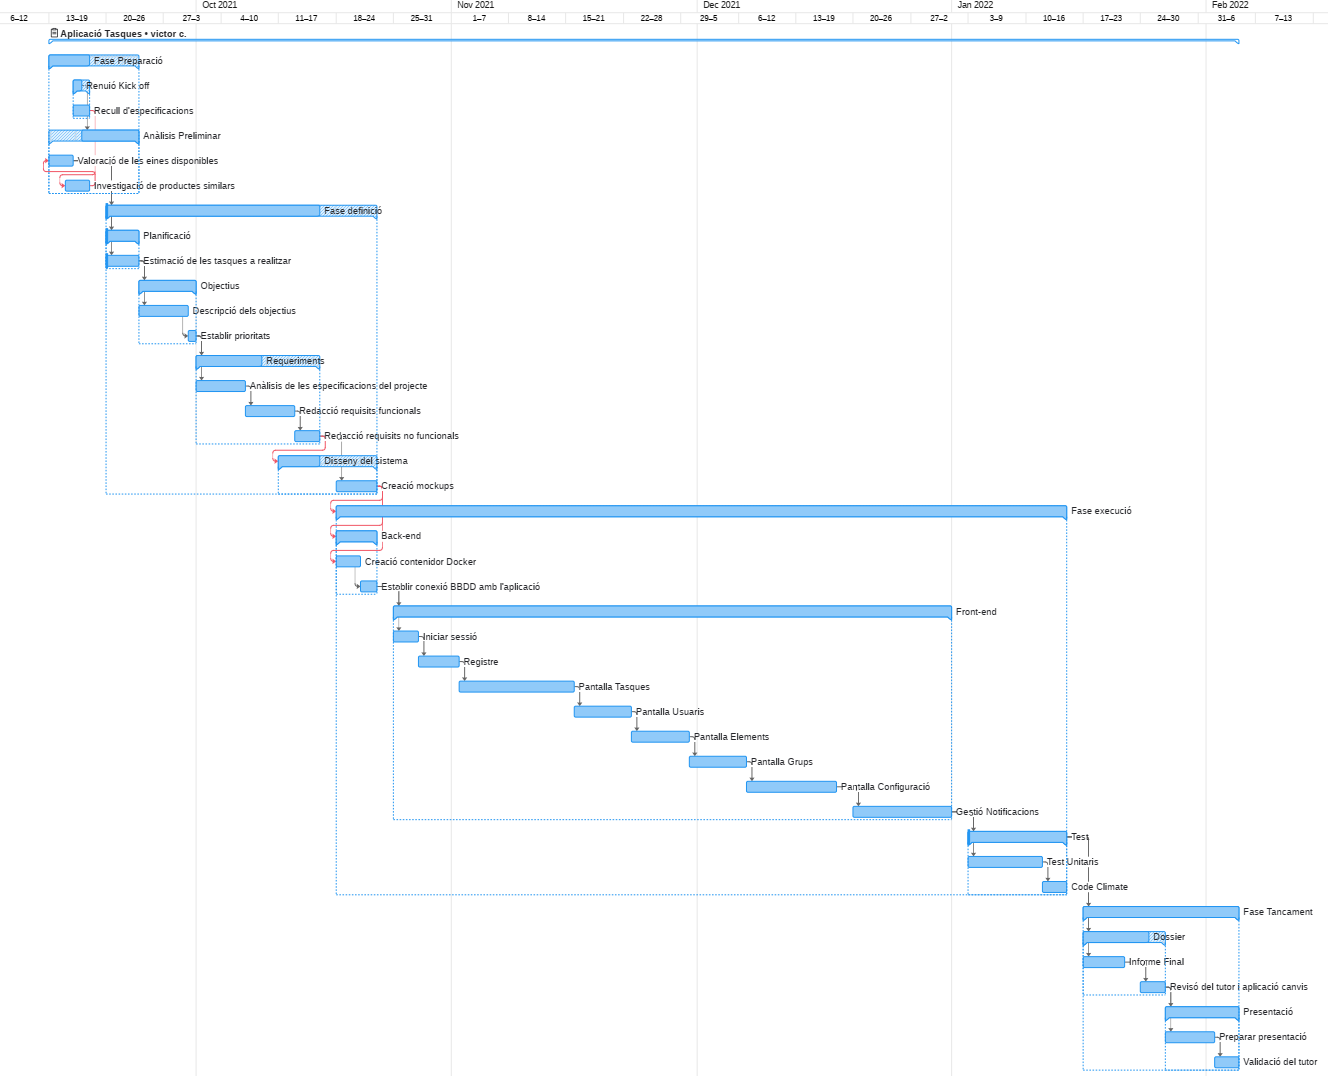 Oct 2021 Nov 2021 Dec 2021 Jan 2022 Feb 2022
6–12 13–19 20–26 27–3 4–10 11–17 18–24 25–31 1–7 8–14 15–21 22–28 29–5 6–12 13–19 20–26 27–2 3–9 10–16 17–23 24–30 31–6 7–13
Aplicació Tasques • victor c.
Fase Preparació
Renuió Kick off
Recull d'especificacions
Anàlisis Preliminar
Valoració de les eines disponibles
Investigació de productes similars
Fase definició
Planificació
Estimació de les tasques a realitzar
Objectius
Descripció dels objectius
Establir prioritats
Requeriments
Anàlisis de les especificacions del projecte
Redacció requisits funcionals
Redacció requisits no funcionals
Disseny del sistema
Creació mockups
Fase execució
Back-end
Creació contenidor Docker
Establir conexió BBDD amb l'aplicació
Front-end
Iniciar sessió
Registre
Pantalla Tasques
Pantalla Usuaris
Pantalla Elements
Pantalla Grups
Pantalla Configuració
Gestió Notificacions
Test
Test Unitaris
Code Climate
Fase Tancament
Dossier
Informe Final
Revisó del tutor i aplicació canvis
Presentació
Preparar presentació
Validació del tutor